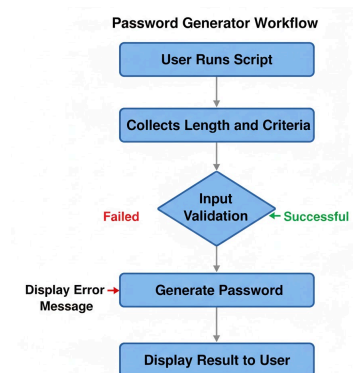 Password Generator Workflow
User Runs Script
Collects Length and Criteria
Input
Validation
Failed
Successful
Display Error
Message
Generate Password
Display Result to User